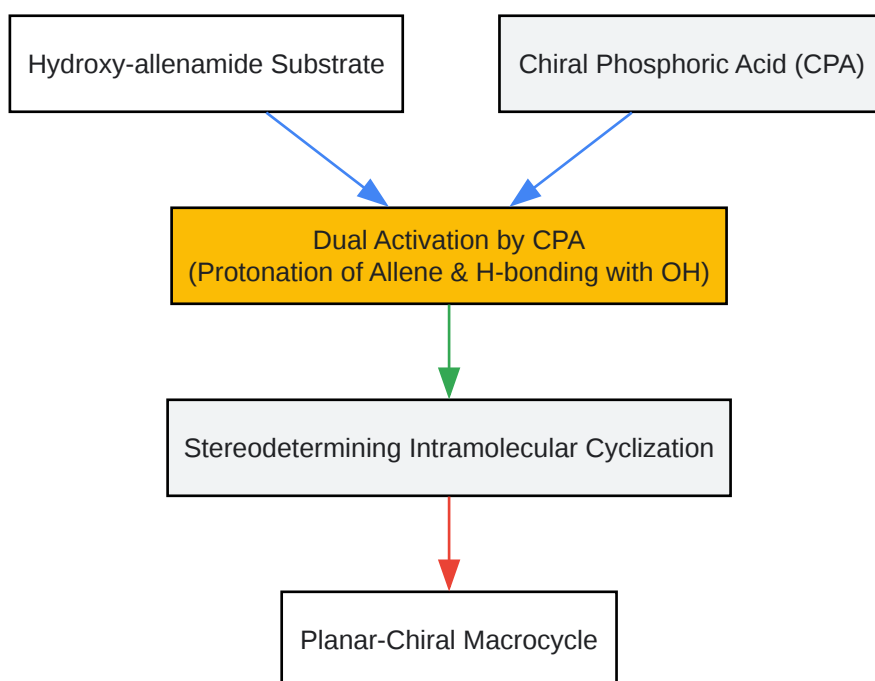 Hydroxy-allenamide Substrate
Chiral Phosphoric Acid (CPA)
Dual Activation by CPA
(Protonation of Allene & H-bonding with OH)
Stereodetermining Intramolecular Cyclization
Planar-Chiral Macrocycle